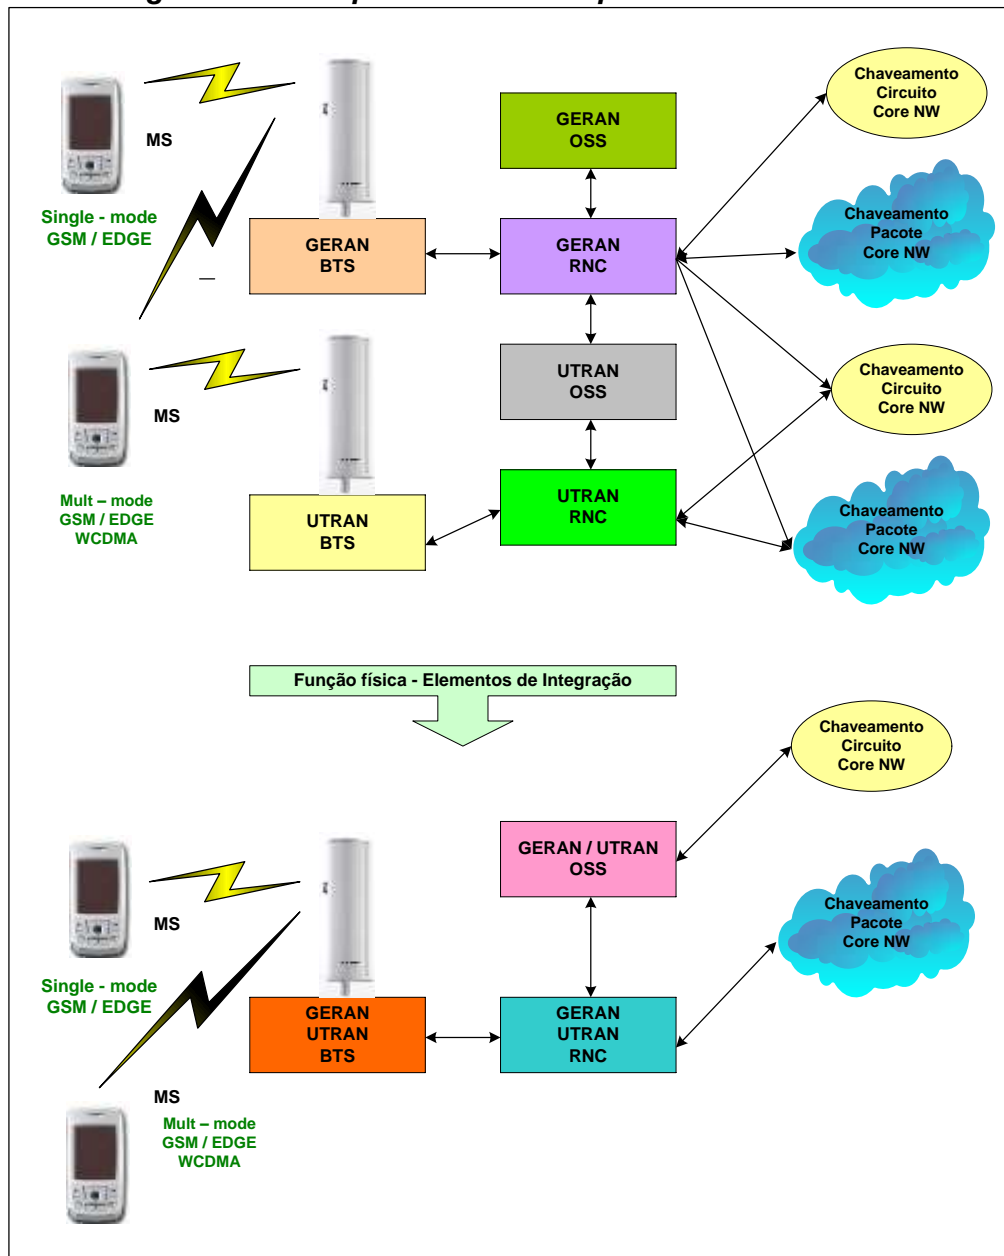 Chaveamento
Circuito
Core NW
GERAN
OSS
MS
Single - mode
GSM / EDGE
GERAN
BTS
GERAN
RNC
Chaveamento
Pacote
Core NW
UTRAN
OSS
Chaveamento
Circuito
Core NW
MS
Mult – mode
GSM / EDGE
WCDMA
UTRAN
BTS
UTRAN
RNC
Chaveamento
Pacote
Core NW
Função física - Elementos de Integração
Chaveamento
Circuito
Core NW
GERAN / UTRAN
OSS
MS
Single - mode
GSM / EDGE
Chaveamento
Pacote
Core NW
GERAN
UTRAN
BTS
GERAN
UTRAN
RNC
MS
Mult – mode
GSM / EDGE
WCDMA